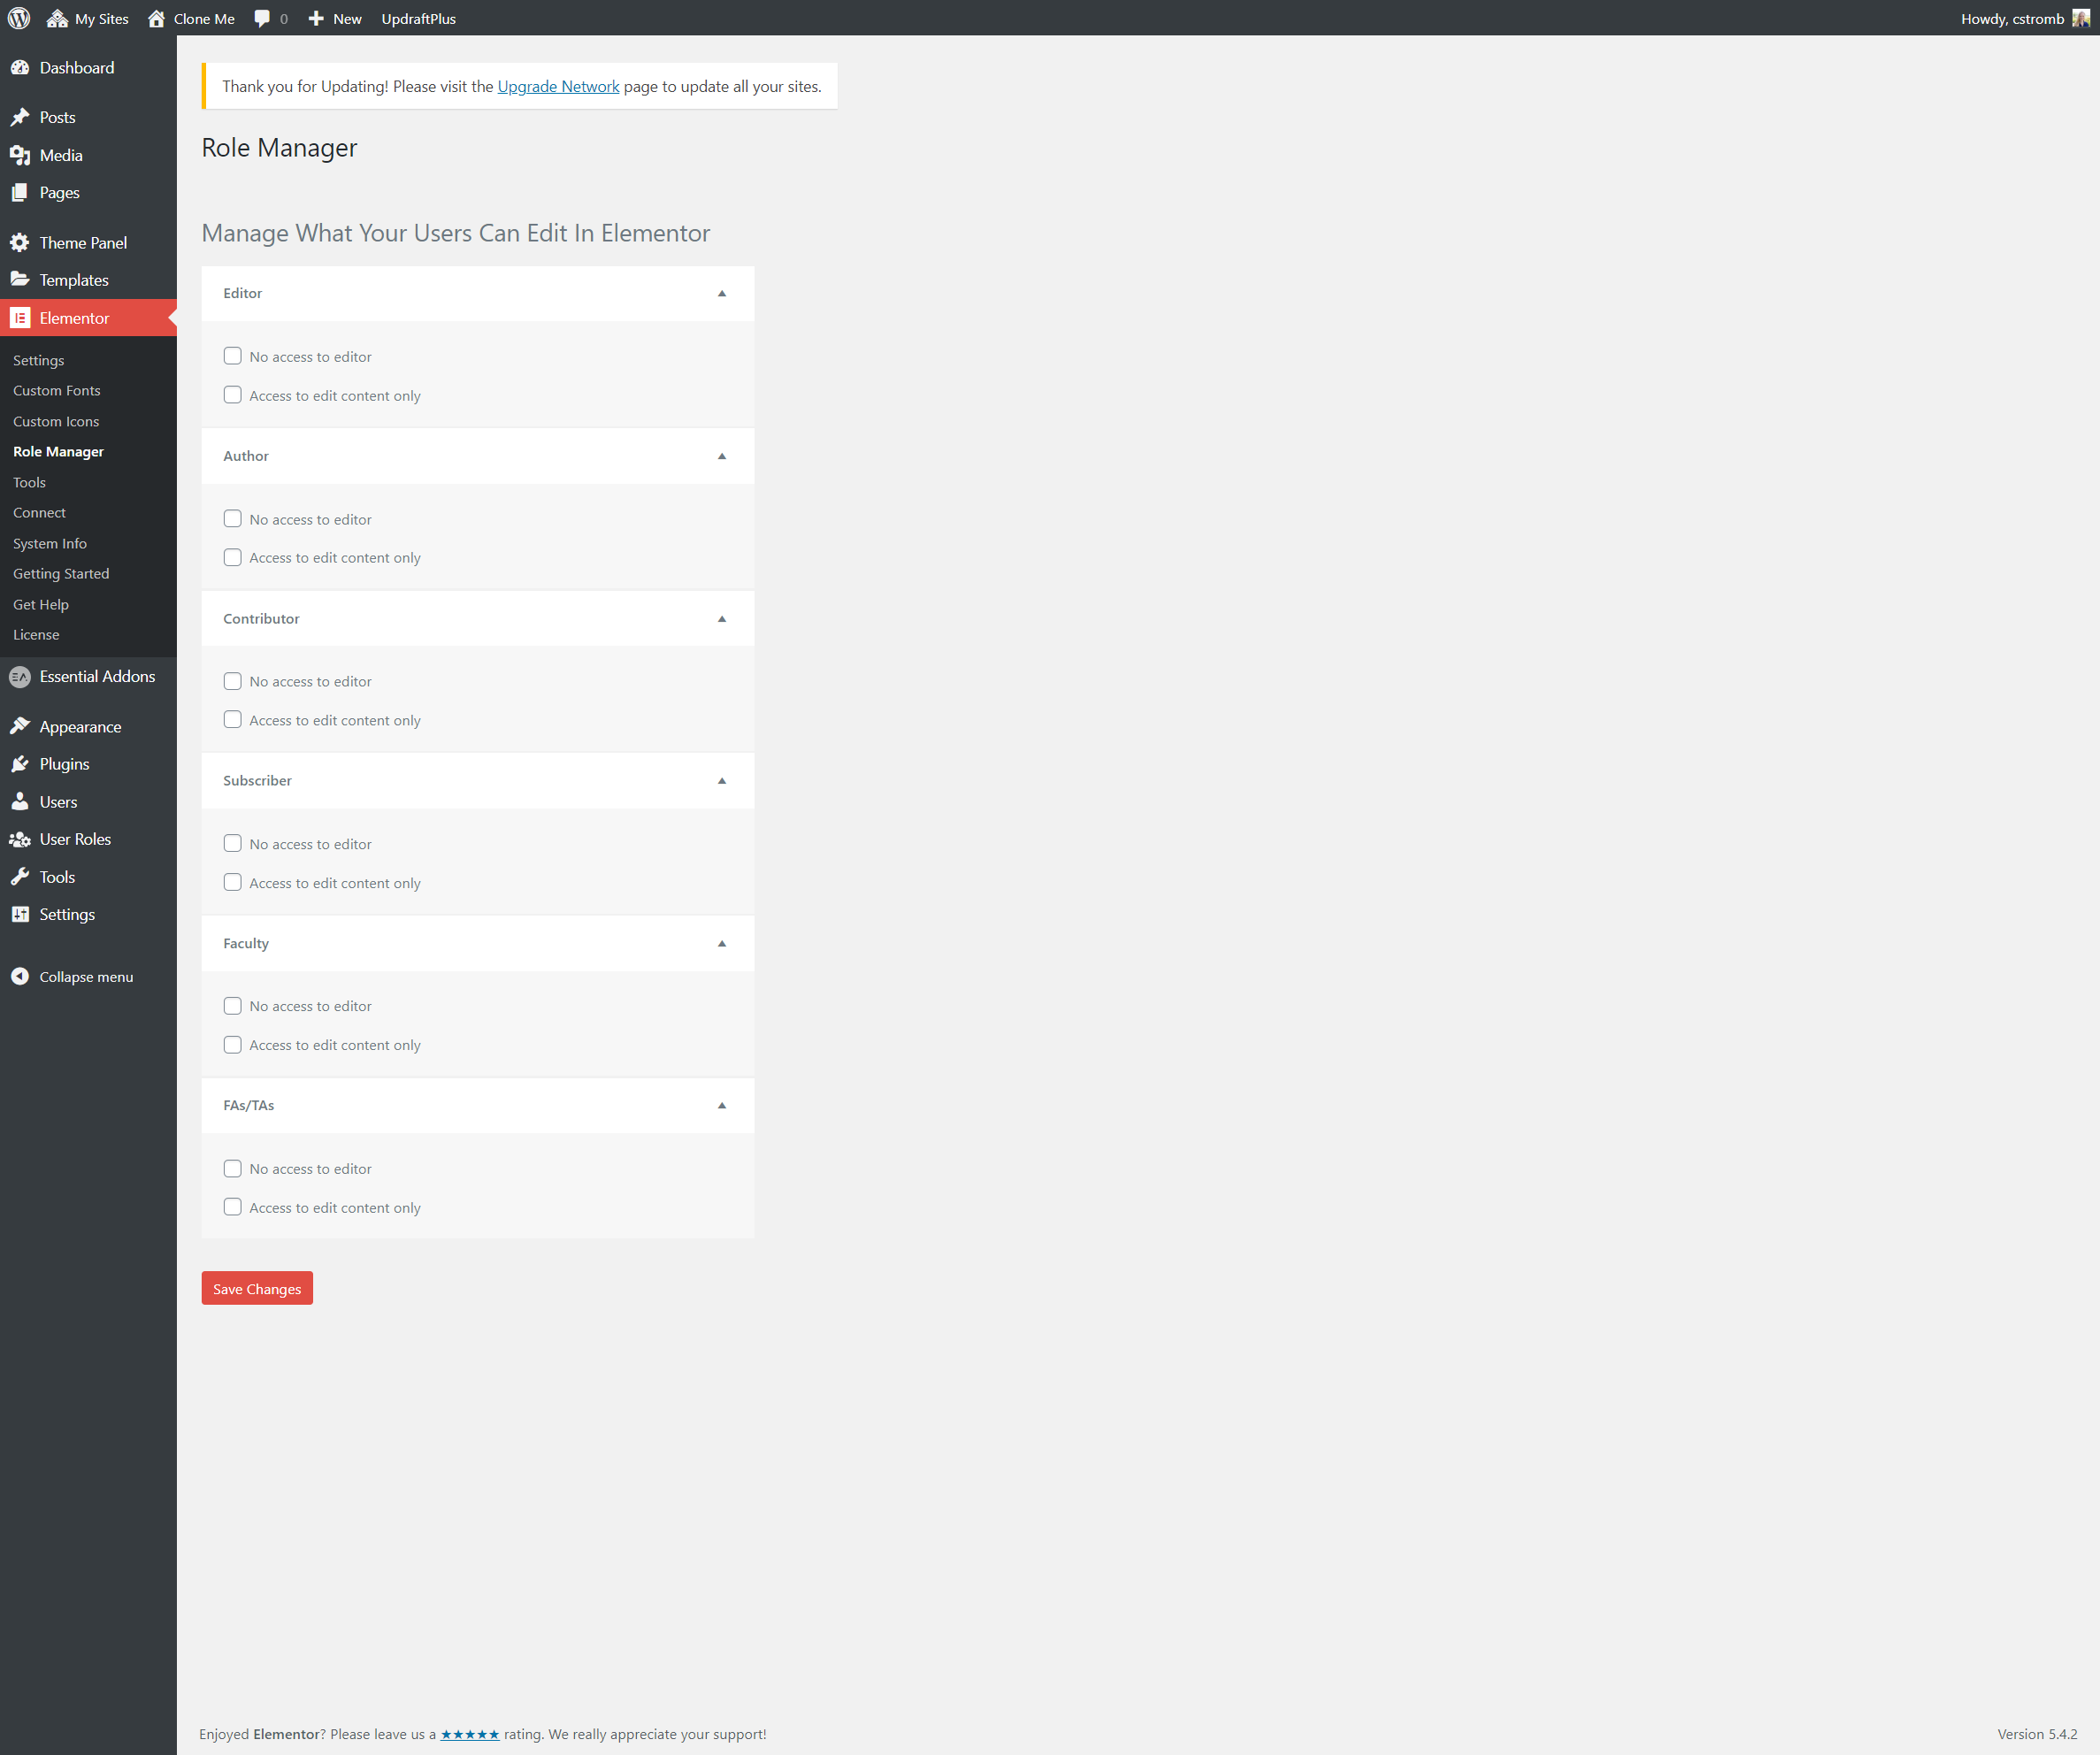 My Sites
Clone Me
0
New
UpdraftPlus
Howdy, cstromb
Dashboard
Posts
Media
Pages
Theme Panel
Templates
Elementor
Settings
Custom Fonts
Custom Icons
Role Manager
Tools
Connect
System Info
Getting Started
Get Help
License
Essential Addons
Appearance
Plugins
Users
User Roles
Tools
Settings
Collapse menu
Thank you for Updating! Please visit the Upgrade Network page to update all your sites.
Role Manager
Manage What Your Users Can Edit In Elementor
Editor
No access to editor
Access to edit content only
Author
No access to editor
Access to edit content only
Contributor
No access to editor
Access to edit content only
Subscriber
No access to editor
Access to edit content only
Faculty
No access to editor
Access to edit content only
FAs/TAs
No access to editor
Access to edit content only
Save Changes
Enjoyed Elementor? Please leave us a ★★★★★ rating. We really appreciate your support!
Version 5.4.2